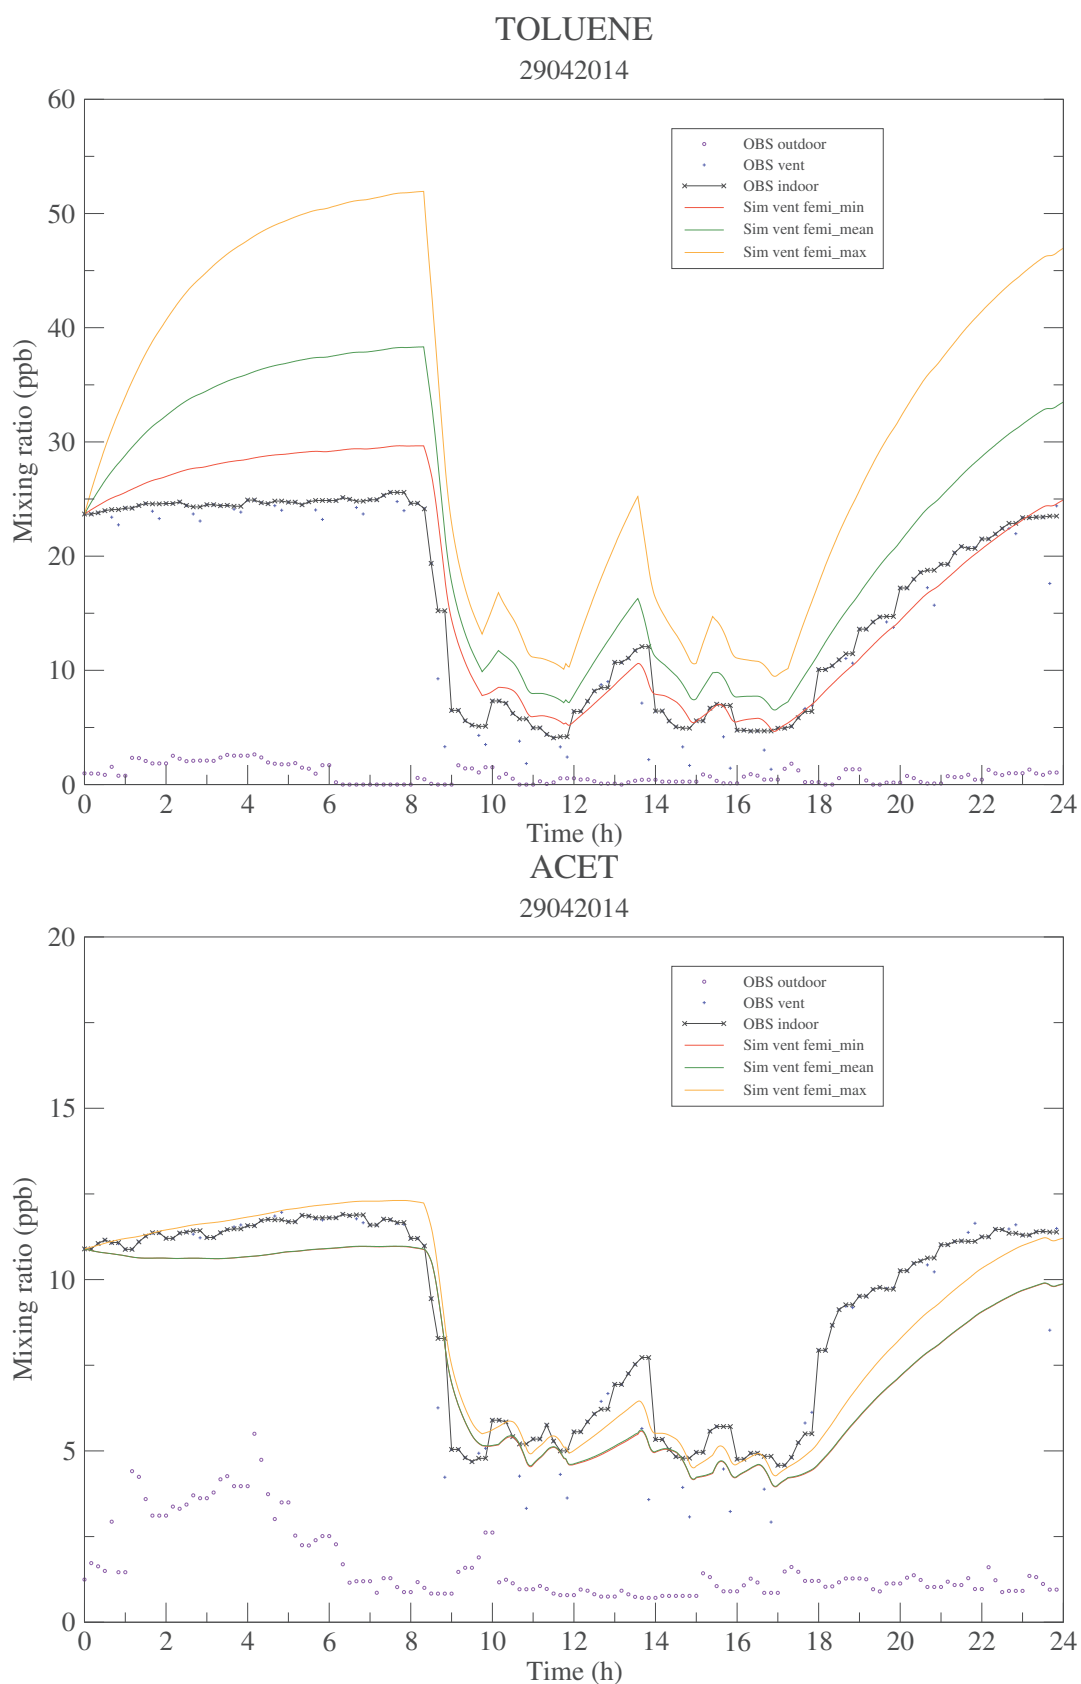 TOLUENE
29042014
60
50
40
30
20
10
0
Mixing ratio (ppb)
OBS outdoor
OBS vent
OBS indoor
Sim vent femi_min
Sim vent femi_mean
Sim vent femi_max
0 2 4 6 8 10 12 14 16 18 20 22 24
Time (h)
ACET
29042014
20
15
10
5
0
Mixing ratio (ppb)
OBS outdoor
OBS vent
OBS indoor
Sim vent femi_min
Sim vent femi_mean
Sim vent femi_max
0 2 4 6 8 10 12 14 16 18 20 22 24
Time (h)